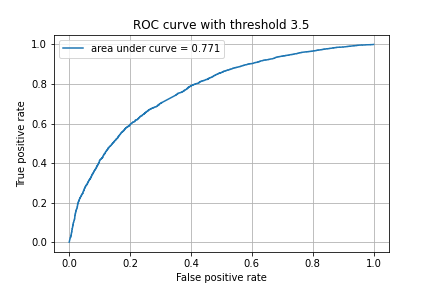 ROC curve with threshold 3.5
area under curve = 0.771
True positive rate
1.0
0.8
0.6
0.4
0.2
0.0
0.0 0.2 0.4 0.6 0.8 1.0
False positive rate